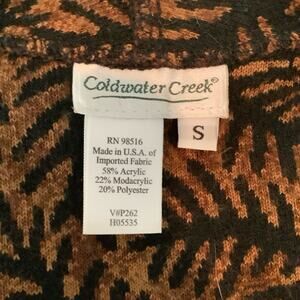 Coldwater Creek®
S
RN 98516
Made in U.S.A. of
Imported Fabric
58% Acrylic
22% Modacrylic
20% Polyester
V#P262
H05535